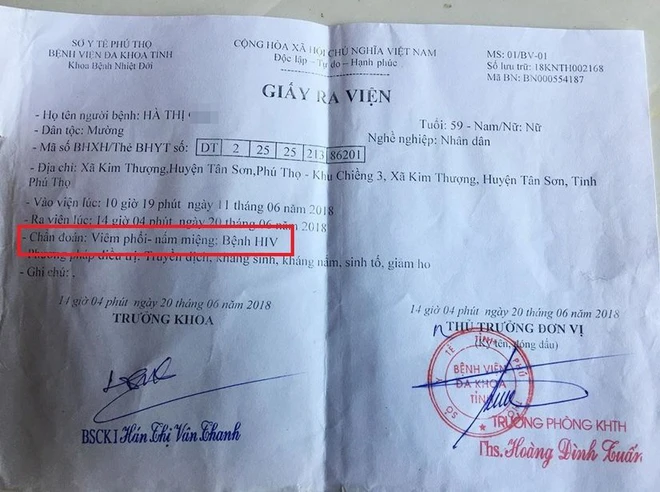 SỞ Y TẾ PHÚ THỌ
BỆNH VIỆN ĐA KHOA TỈNH
Khoa Bệnh Nhiệt Đới
CỘNG HÒA XÃ HỘI CHỦ NGHĨA VIỆT NAM
Độc lập - Tự do - Hạnh phúc
MS: 01/BV-01
Số lưu trữ: 18KNTH002168
Mã BN: BN000554187
GIẤY RA VIỆN
- Họ tên người bệnh: HÀ THỊ
Tuổi: 59 - Nam/Nữ: Nữ
- Dân tộc: Mường
Nghề nghiệp: Nhân dân
- Mã số BHXH/Thẻ BHYT số: DT 2 25 25 213 86201
- Địa chỉ: Xã Kim Thượng,Huyện Tân Sơn,Phú Thọ - Khu Chiềng 3, Xã Kim Thượng, Huyện Tân Sơn, Tỉnh
Phú Thọ
- Vào viện lúc: 10 giờ 19 phút ngày 11 tháng 06 năm 2018
- Ra viện lúc: 14 giờ 04 phút ngày 20 tháng 06 năm 2018
- Chẩn đoán: Viêm phổi- nấm miệng: Bệnh HIV
- Phương pháp điều trị: Truyền dịch, kháng sinh, kháng nấm, sinh tố, giảm ho
- Ghi chú: .
14 giờ 04 phút ngày 20 tháng 06 năm 2018
TRƯỞNG KHOA
14 giờ 04 phút ngày 20 tháng 06 năm 2018
THỦ TRƯỞNG ĐƠN VỊ
(Ký tên, đóng dấu)
BỆNH VIỆN
ĐA KHOA
TỈNH
BSCKI Hán Thị Vân Thanh
TRƯỞNG PHÒNG KHTH
Ths. Hoàng Đình Tuấn